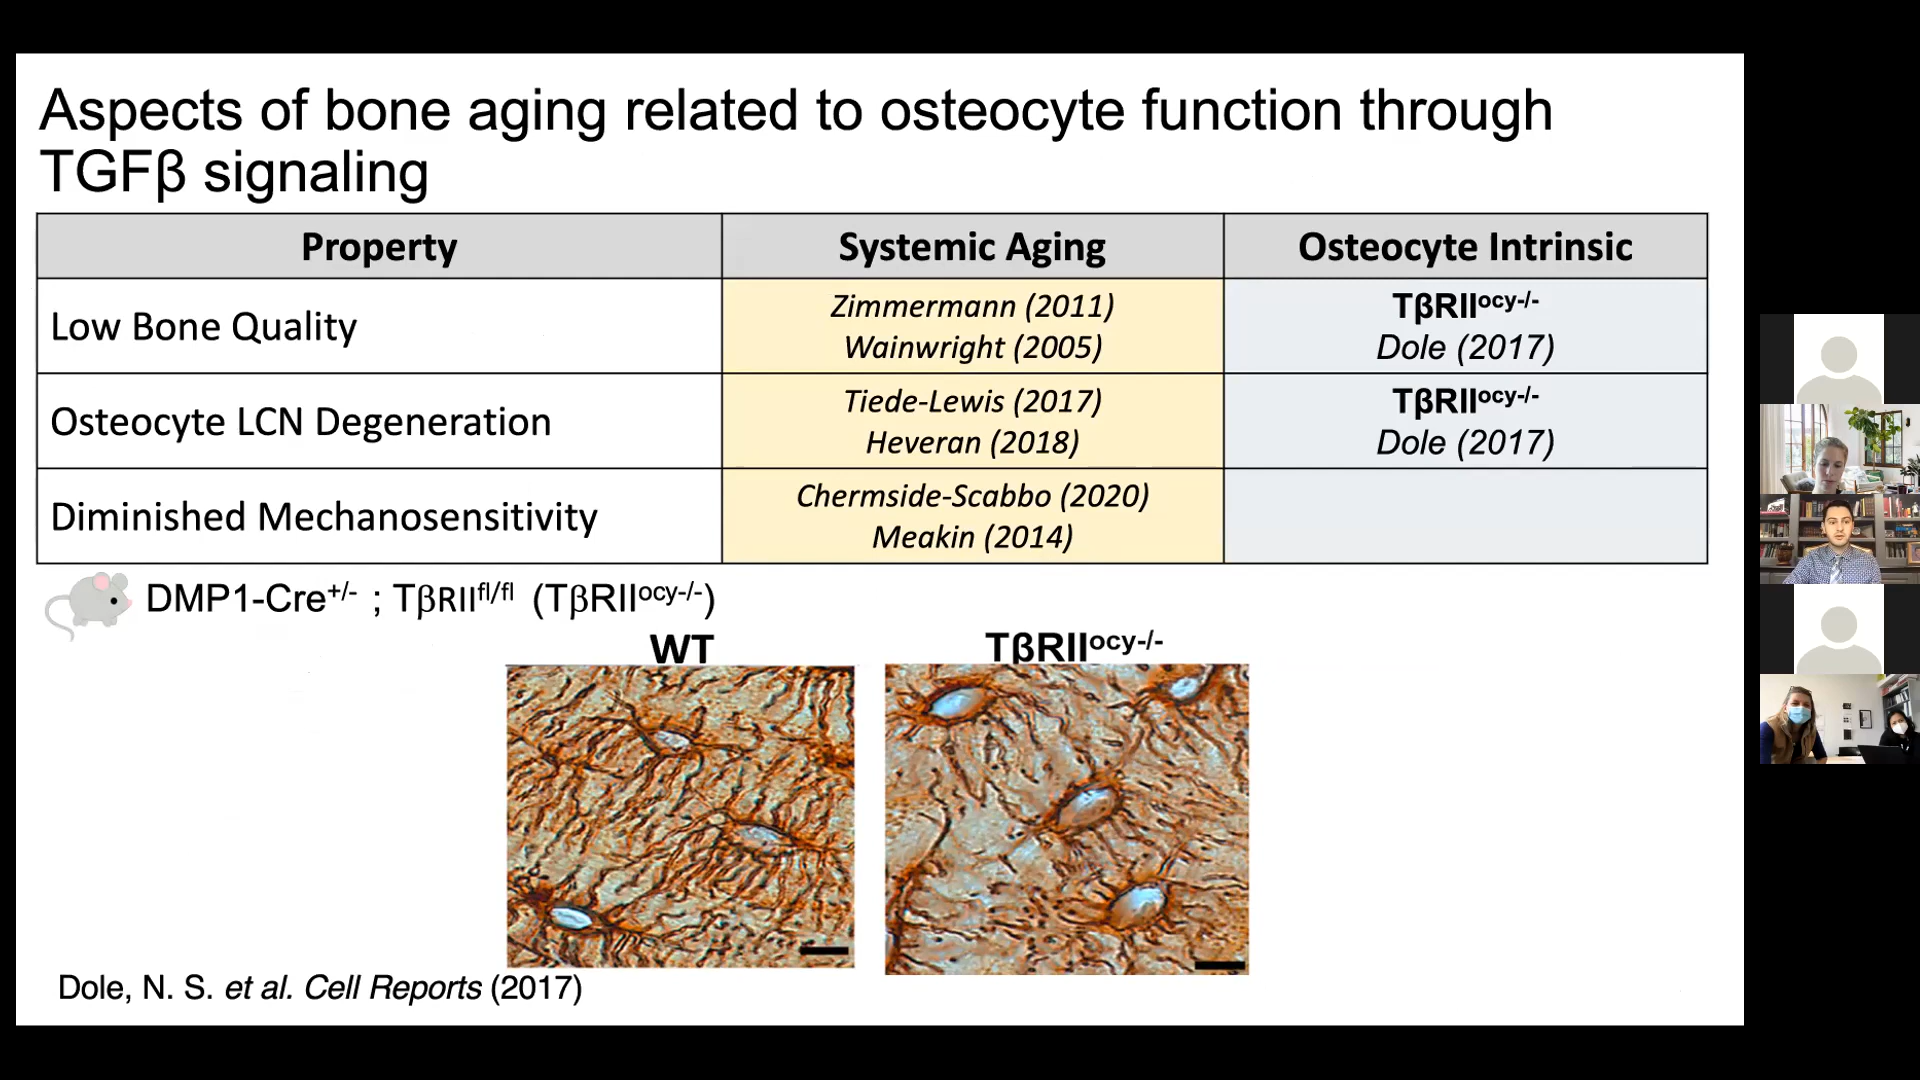 Aspects of bone aging related to osteocyte function through
TGFβ signaling
Property
Systemic Aging
Osteocyte Intrinsic
Low Bone Quality
Zimmermann (2011)
Wainwright (2005)
TβRIIocy-/-
Dole (2017)
Osteocyte LCN Degeneration
Tiede-Lewis (2017)
Heveran (2018)
TβRIIocy-/-
Dole (2017)
Diminished Mechanosensitivity
Chermside-Scabbo (2020)
Meakin (2014)
DMP1-Cre+/- ; TβRIIfl/fl (TβRIIocy-/-)
WT
TβRIIocy-/-
Dole, N. S. et al. Cell Reports (2017)